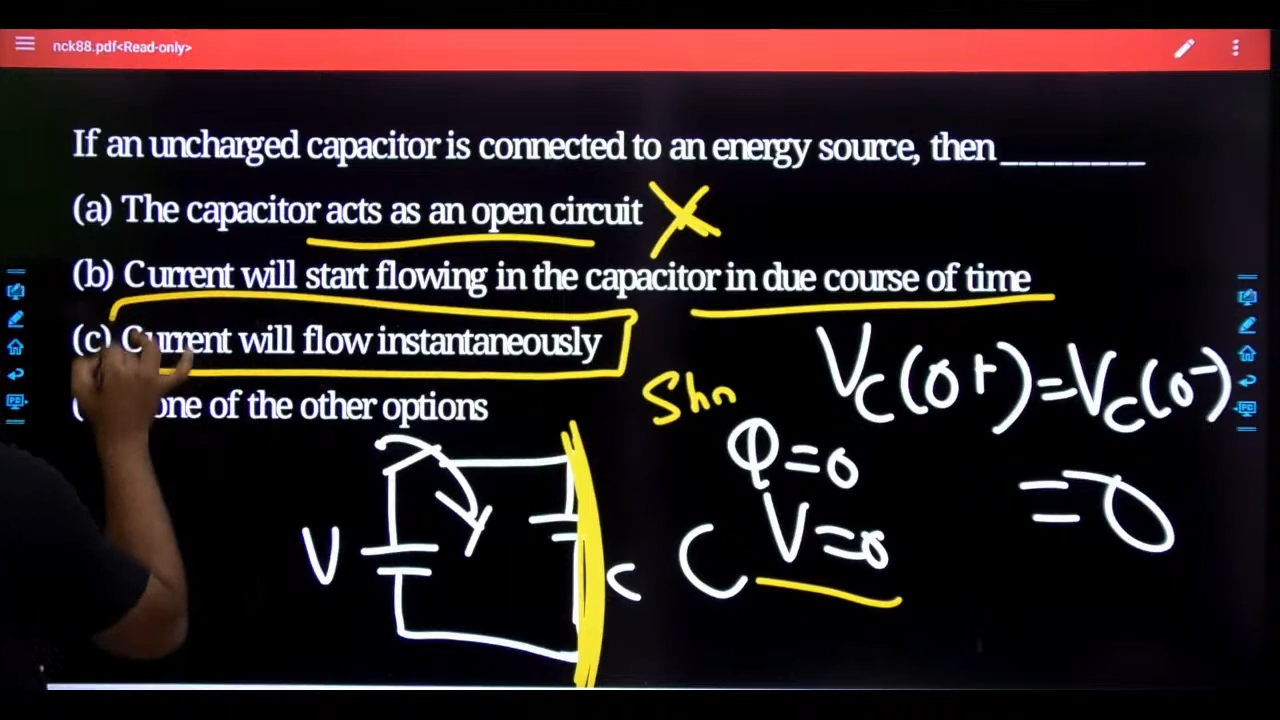 nck88.pdf<Read-only>
If an uncharged capacitor is connected to an energy source, then ________
(a) The capacitor acts as an open circuit
(b) Current will start flowing in the capacitor in due course of time
(c) Current will flow instantaneously
of the other options
Shn
Vc(0+)=Vc(0-)
=0
Q=0
V=0
V
C
C